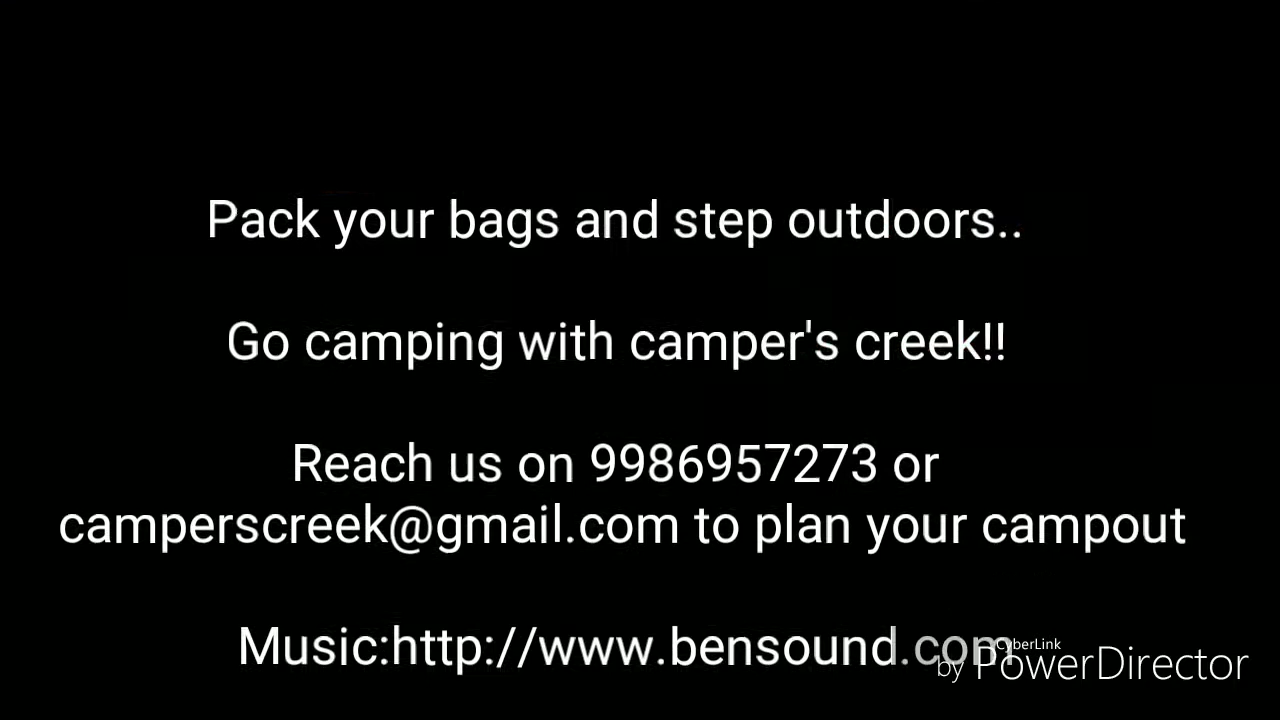 Pack your bags and step outdoors..
Go camping with camper's creek!!
Reach us on 9986957273 or
camperscreek@gmail.com to plan your campout
Music:http://www.bensound.com
CyberLink
by PowerDirector